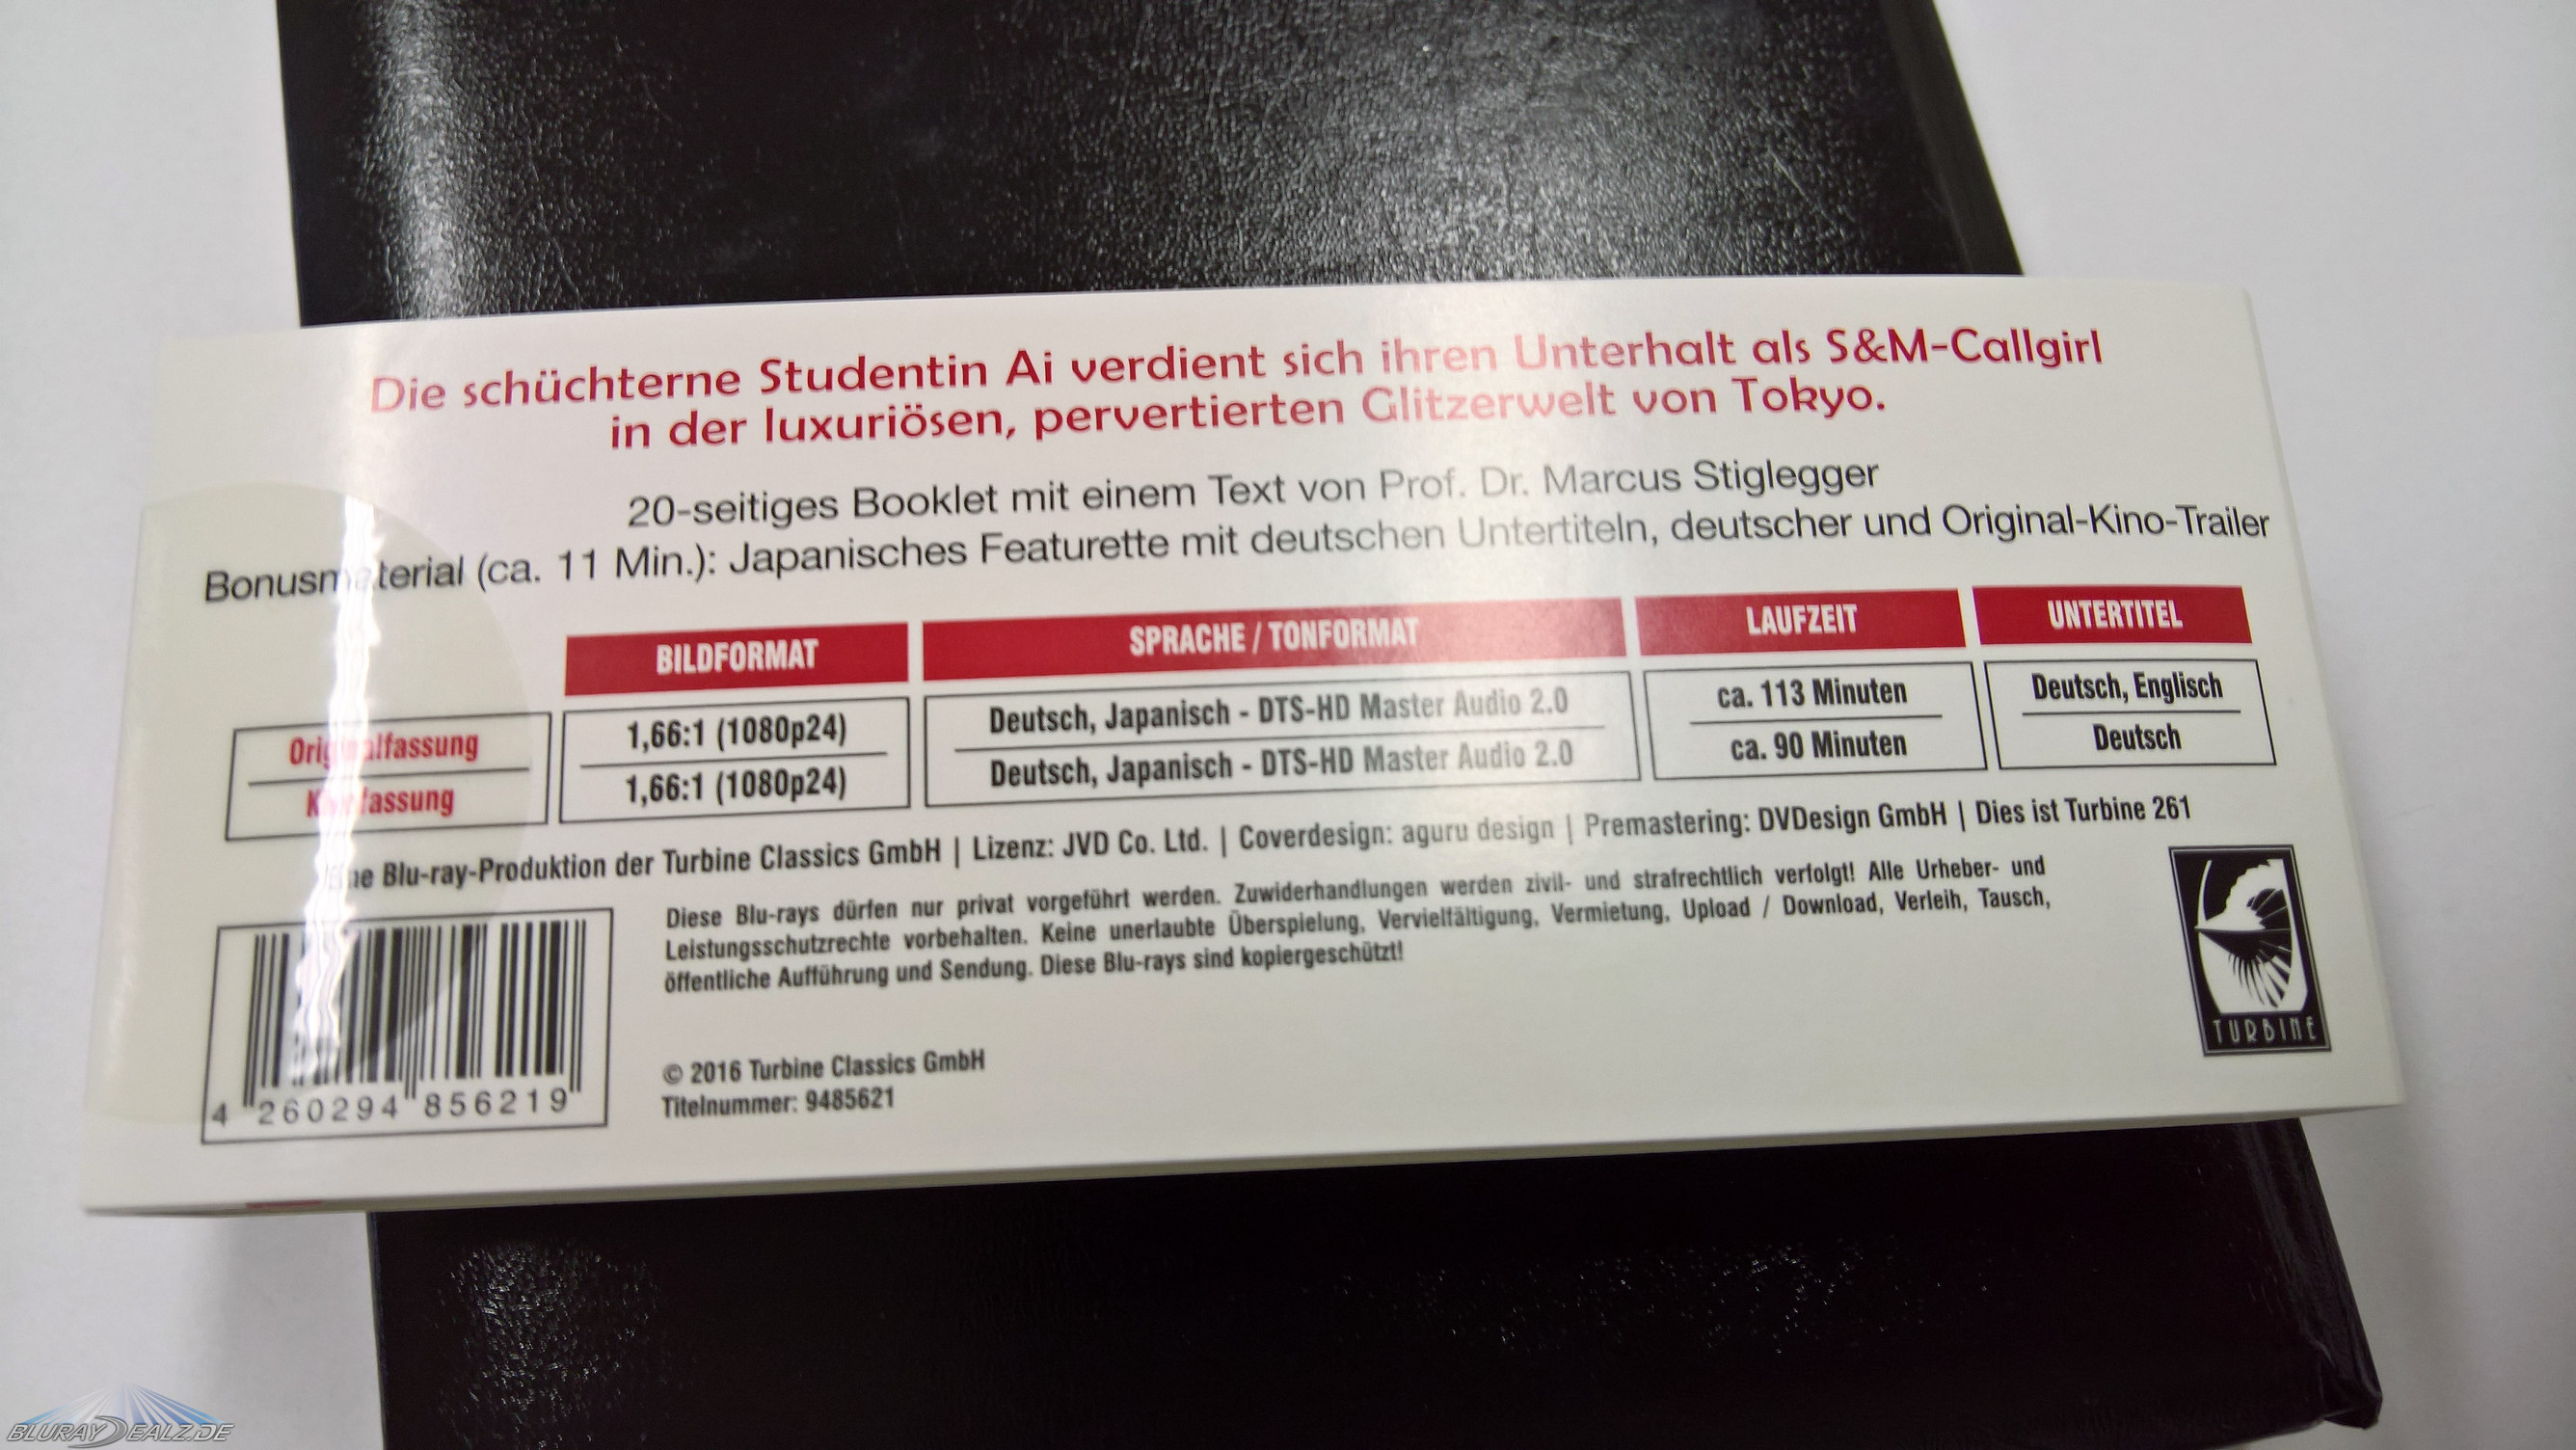 Die schüchterne Studentin Ai verdient sich ihren Unterhalt als S&M-Callgirl
in der luxuriösen, pervertierten Glitzerwelt von Tokyo.
20-seitiges Booklet mit einem Text von Prof. Dr. Marcus Stiglegger
Bonusmaterial (ca. 11 Min.): Japanisches Featurette mit deutschen Untertiteln, deutscher und Original-Kino-Trailer
BILDFORMAT SPRACHE / TONFORMAT LAUFZEIT UNTERTITEL
Originalfassung 1,66:1 (1080p24) Deutsch, Japanisch - DTS-HD Master Audio 2.0 ca. 113 Minuten Deutsch, Englisch
1,66:1 (1080p24) Deutsch, Japanisch - DTS-HD Master Audio 2.0 ca. 90 Minuten Deutsch
Eine Blu-ray-Produktion der Turbine Classics GmbH | Lizenz: JVD Co. Ltd. | Coverdesign: aguru design | Premastering: DVDesign GmbH | Dies ist Turbine 261
Diese Blu-rays dürfen nur privat vorgeführt werden. Zuwiderhandlungen werden zivil- und strafrechtlich verfolgt! Alle Urheber- und
Leistungsschutzrechte vorbehalten. Keine unerlaubte Überspielung, Vervielfältigung, Vermietung, Upload / Download, Verleih, Tausch,
öffentliche Aufführung und Sendung. Diese Blu-rays sind kopiergeschützt!
TURBINE
© 2016 Turbine Classics GmbH
Titelnummer: 9485621
4 260294 856219
BLURAYDEALZ.DE